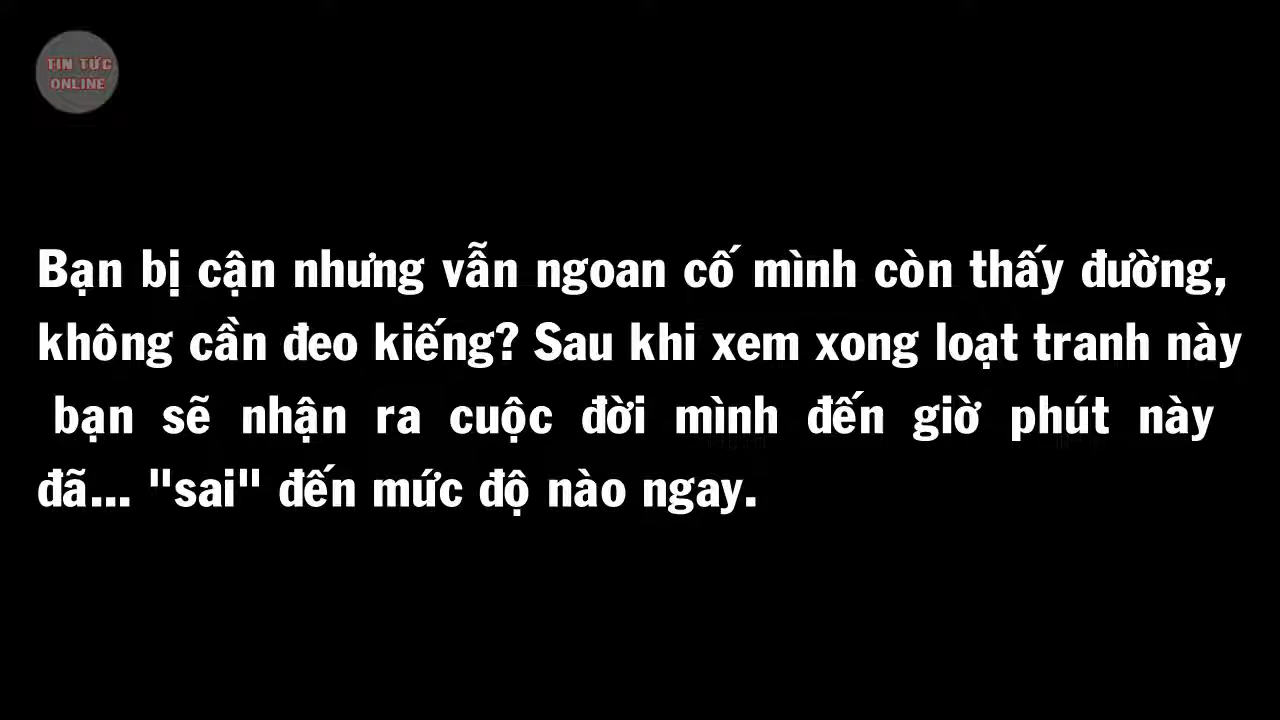 TIN TỨC
ONLINE
Bạn bị cận nhưng vẫn ngoan cố mình còn thấy đường,
không cần đeo kiếng? Sau khi xem xong loạt tranh này
bạn sẽ nhận ra cuộc đời mình đến giờ phút này
đã... "sai" đến mức độ nào ngay.